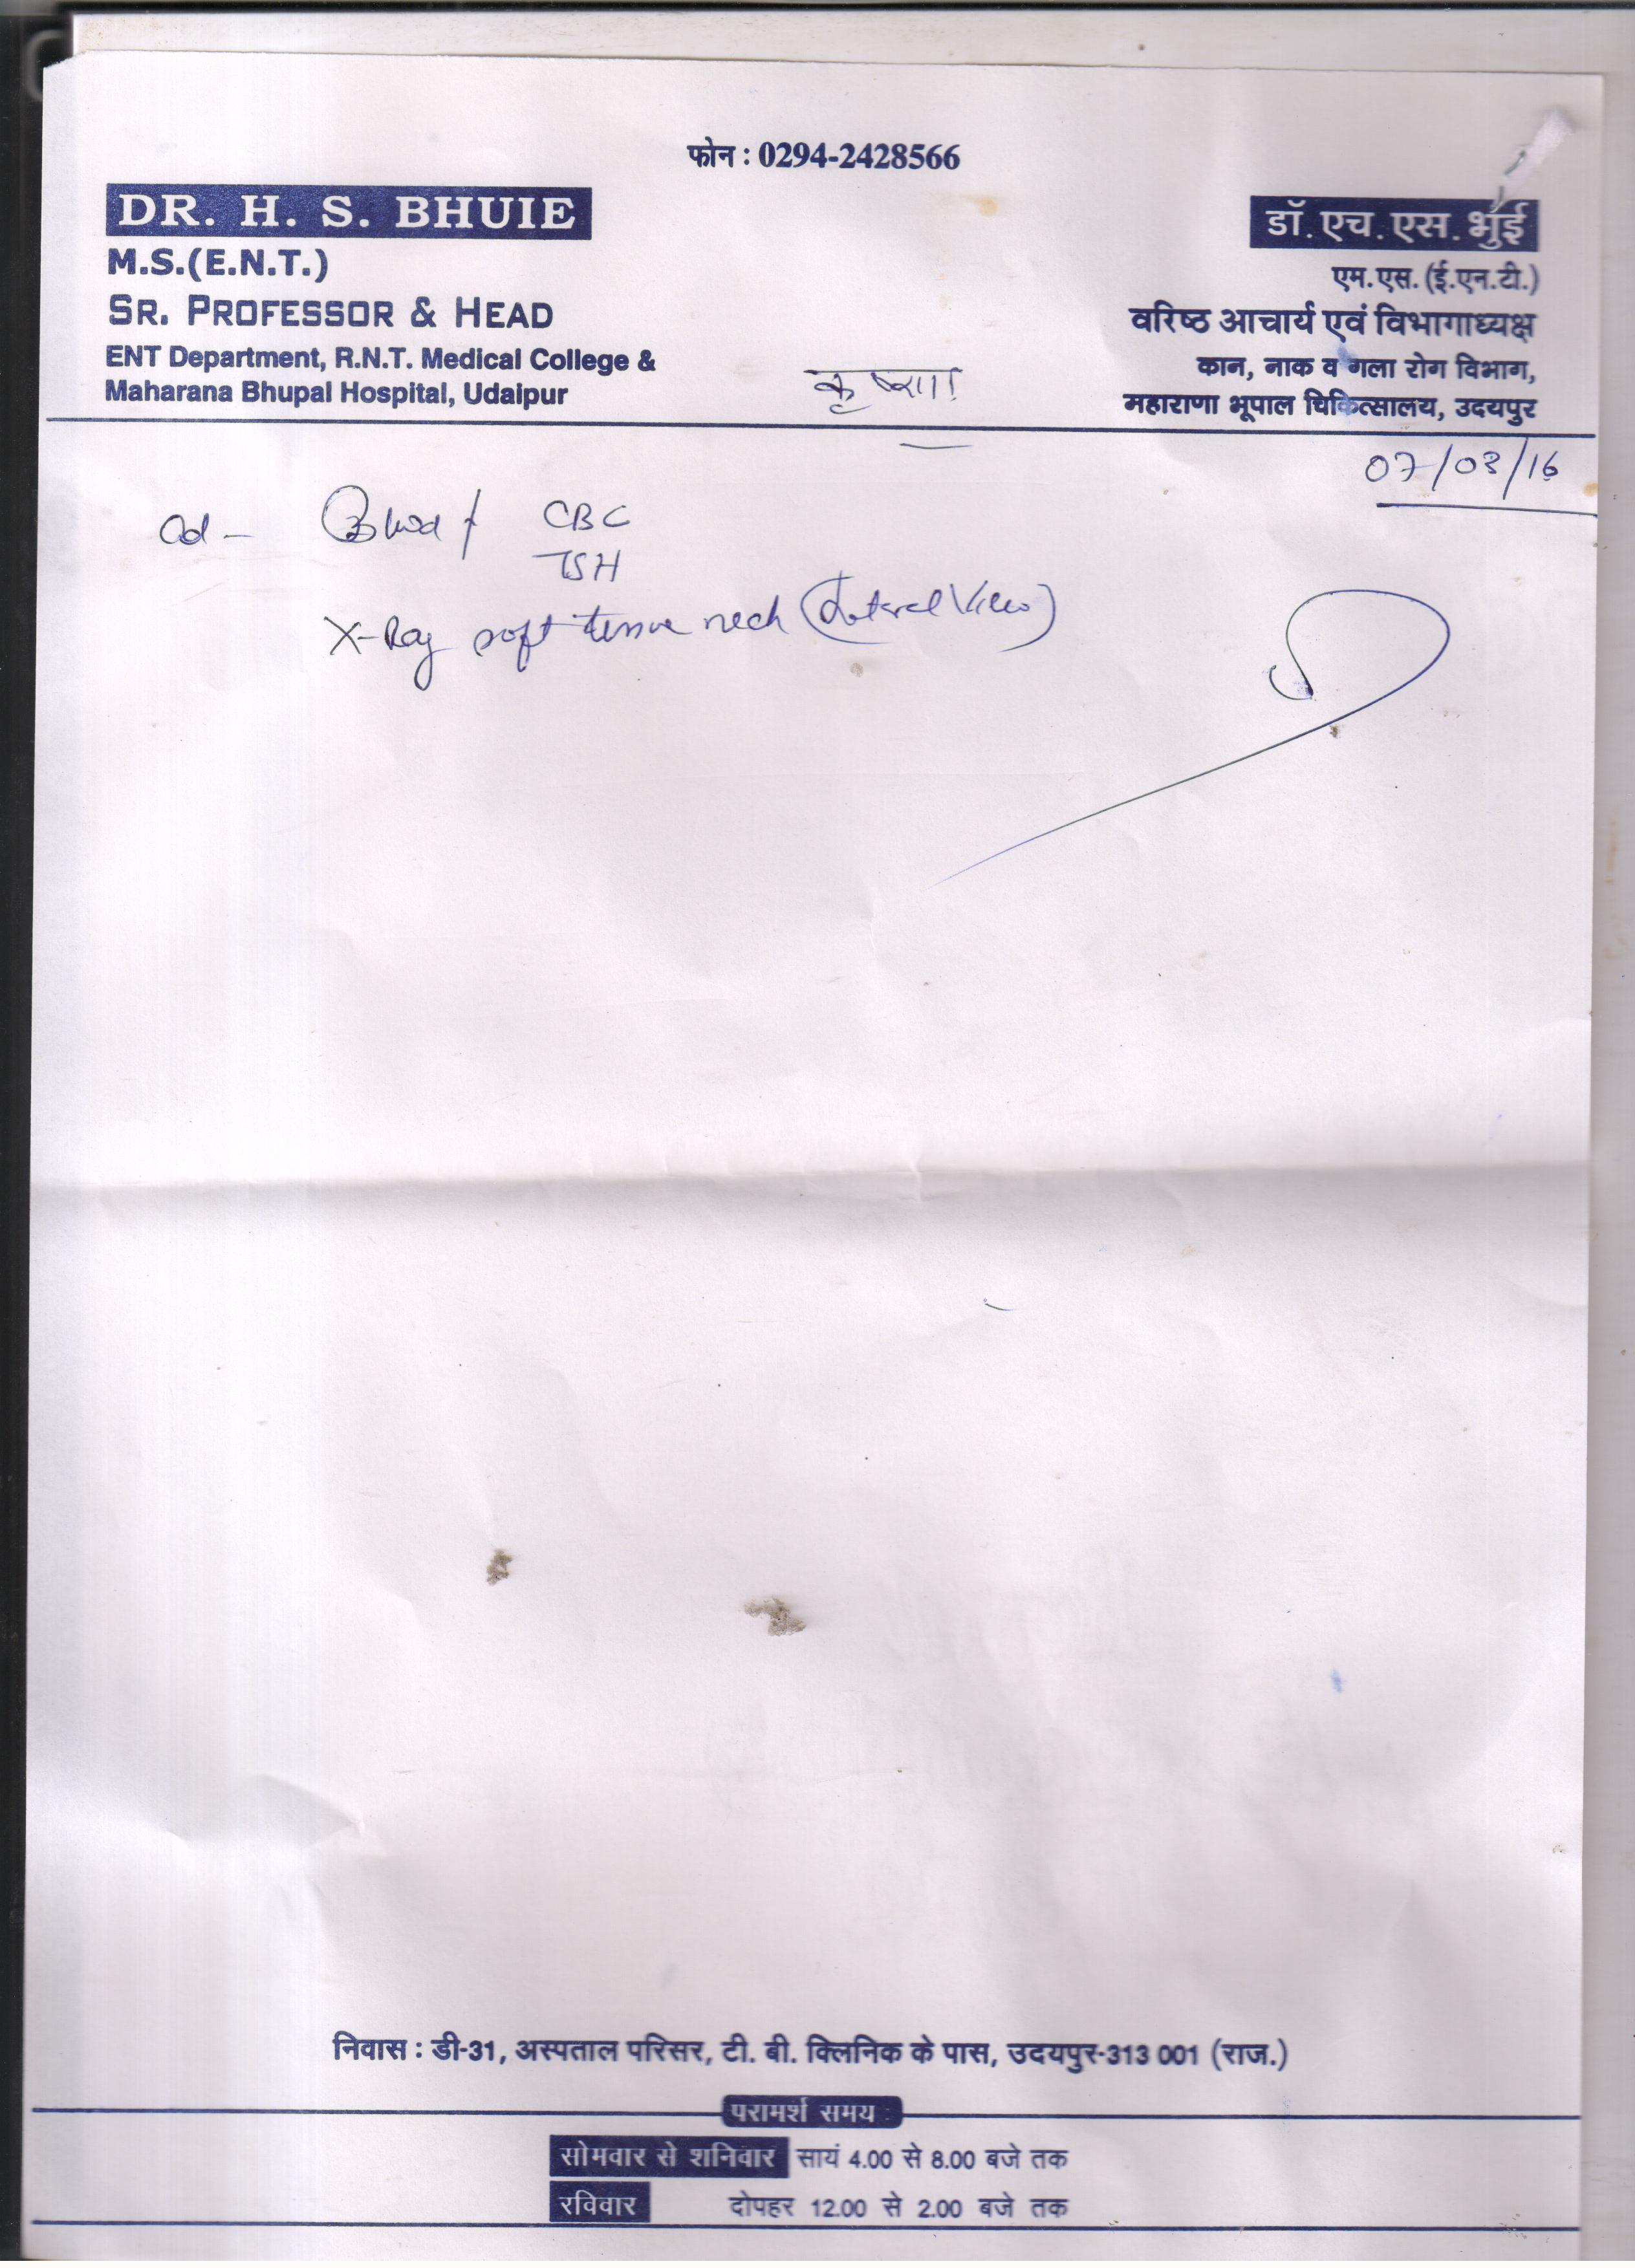 फोन : 0294-2428566
DR. H. S. BHUIE
M.S.(E.N.T.)
SR. PROFESSOR & HEAD
ENT Department, R.N.T. Medical College &
Maharana Bhupal Hospital, Udaipur
डॉ. एच. एस. भुंई
एम. एस. (ई.एन.टी.)
वरिष्ठ आचार्य एवं विभागाध्यक्ष
कान, नाक व गला रोग विभाग,
महाराणा भूपाल चिकित्सालय, उदयपुर
कृष्णा
07/03/16
Ad - Blood f CBC
TSH
X-Ray soft tissue neck (Lateral View)
निवास : डी-31, अस्पताल परिसर, टी. बी. क्लिनिक के पास, उदयपुर-313 001 (राज.)
परामर्श समय :
सोमवार से शनिवार सायं 4.00 से 8.00 बजे तक
रविवार दोपहर 12.00 से 2.00 बजे तक